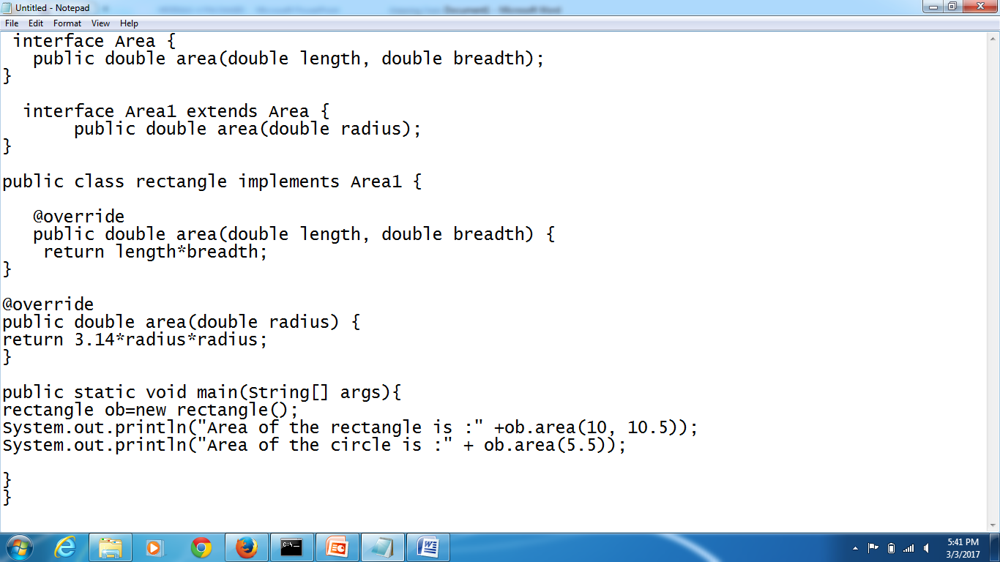 Untitled - Notepad
File Edit Format View Help
interface Area {
public double area(double length, double breadth);
}
interface Area1 extends Area {
public double area(double radius);
}
public class rectangle implements Area1 {
@override
public double area(double length, double breadth) {
return length*breadth;
}
@override
public double area(double radius) {
return 3.14*radius*radius;
}
public static void main(String[] args){
rectangle ob=new rectangle();
System.out.println("Area of the rectangle is :" +ob.area(10, 10.5));
System.out.println("Area of the circle is :" + ob.area(5.5));
}
}
5:41 PM
3/3/2017